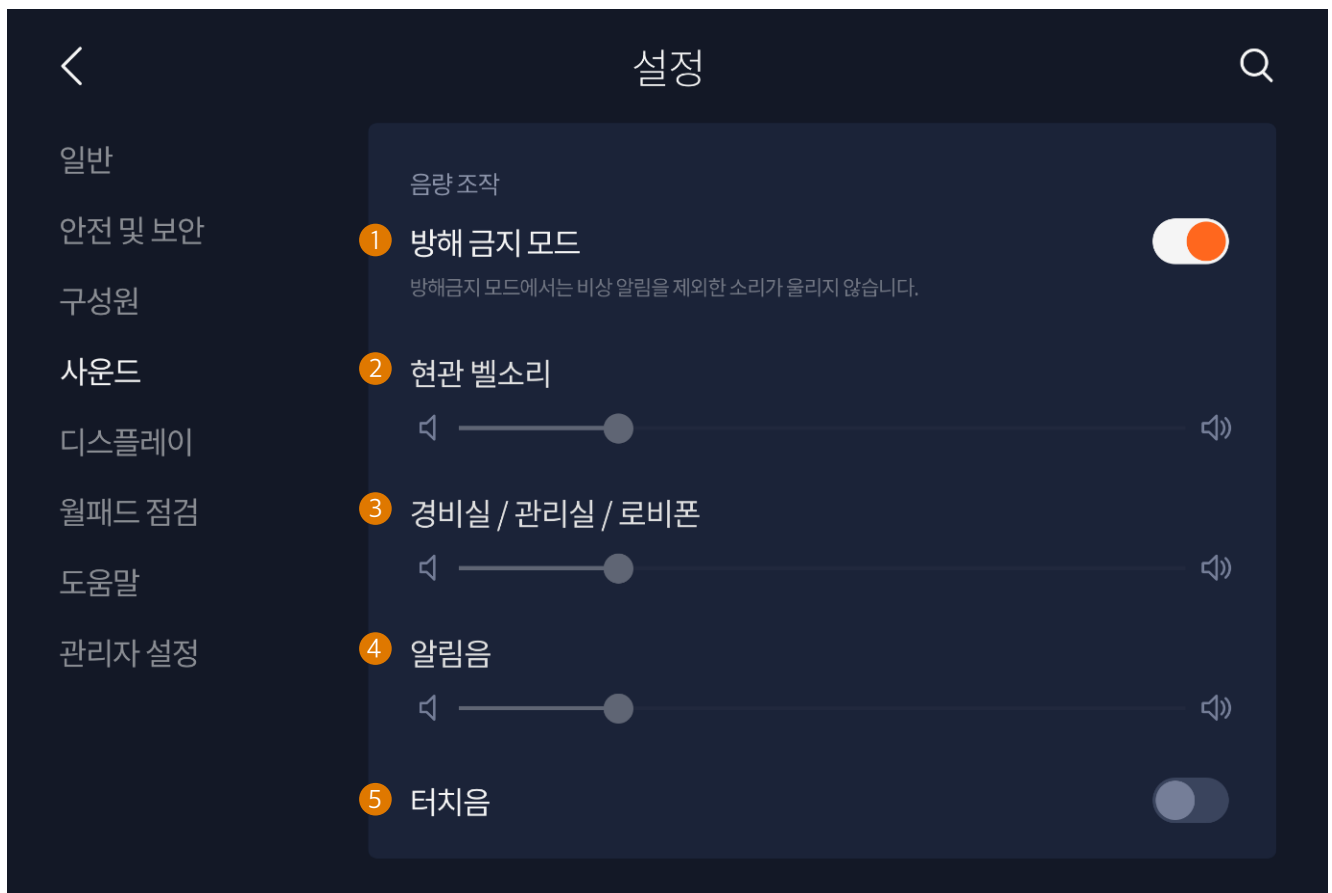 설정
일반
안전 및 보안
구성원
사운드
디스플레이
월패드 점검
도움말
관리자 설정
음량 조작
1 방해 금지 모드
방해금지 모드에서는 비상 알림을 제외한 소리가 울리지 않습니다.
2 현관 벨소리
3 경비실 / 관리실 / 로비폰
4 알림음
5 터치음